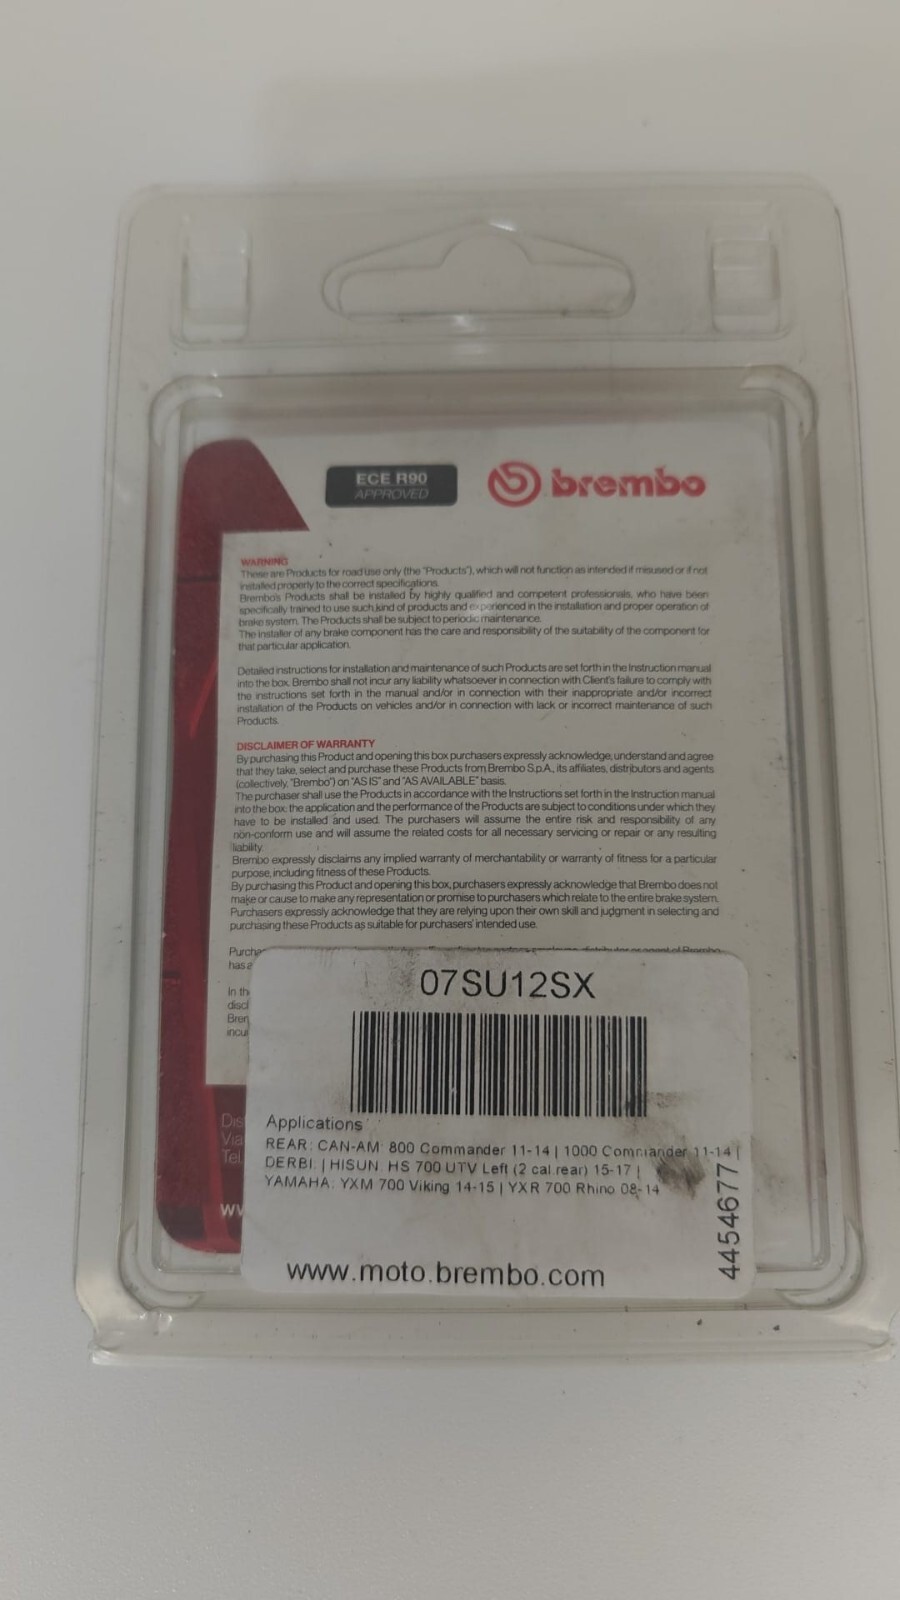 ECE R90
APPROVED
brembo
WARNING
These are Products for road use only (the "Products"), which will not function as intended if misused or if not
installed properly to the correct specifications.
Brembo's Products shall be installed by highly qualified and competent professionals, who have been
specifically trained to use such kind of products and experienced in the installation and proper operation of
brake system. The Products shall be subject to periodic maintenance.
The installer of any brake component has the care and responsibility of the suitability of the component for
that particular application.
Detailed instructions for installation and maintenance of such Products are set forth in the Instruction manual
into the box. Brembo shall not incur any liability whatsoever in connection with Client's failure to comply with
the instructions set forth in the manual and/or in connection with their inappropriate and/or incorrect
installation of the Products on vehicles and/or in connection with lack or incorrect maintenance of such
Products.
DISCLAIMER OF WARRANTY
By purchasing this Product and opening this box purchasers expressly acknowledge, understand and agree
that they take, select and purchase these Products from Brembo S.p.A., its affiliates, distributors and agents
(collectively, "Brembo") on "AS IS" and "AS AVAILABLE" basis.
The purchaser shall use the Products in accordance with the Instructions set forth in the Instruction manual
into the box, the application and the performance of the Products are subject to conditions under which they
have to be installed and used. The purchasers will assume the entire risk and responsibility of any
non-conform use and will assume the related costs for all necessary servicing or repair or any resulting
liability.
Brembo expressly disclaims any implied warranty of merchantability or warranty of fitness for a particular
purpose, including fitness of these Products.
By purchasing this Product and opening this box, purchasers expressly acknowledge that Brembo does not
make or cause to make any representation or promise to purchasers which relate to the entire brake system.
Purchasers expressly acknowledge that they are relying upon their own skill and judgment in selecting and
purchasing these Products as suitable for purchasers' intended use.
07SU12SX
Applications
REAR: CAN-AM: 800 Commander 11-14 | 1000 Commander 11-14 |
DERBI: | HISUN: HS 700 UTV Left (2 cal.rear) 15-17 |
YAMAHA: YXM 700 Viking 14-15 | YXR 700 Rhino 08-14
4454677
www.moto.brembo.com